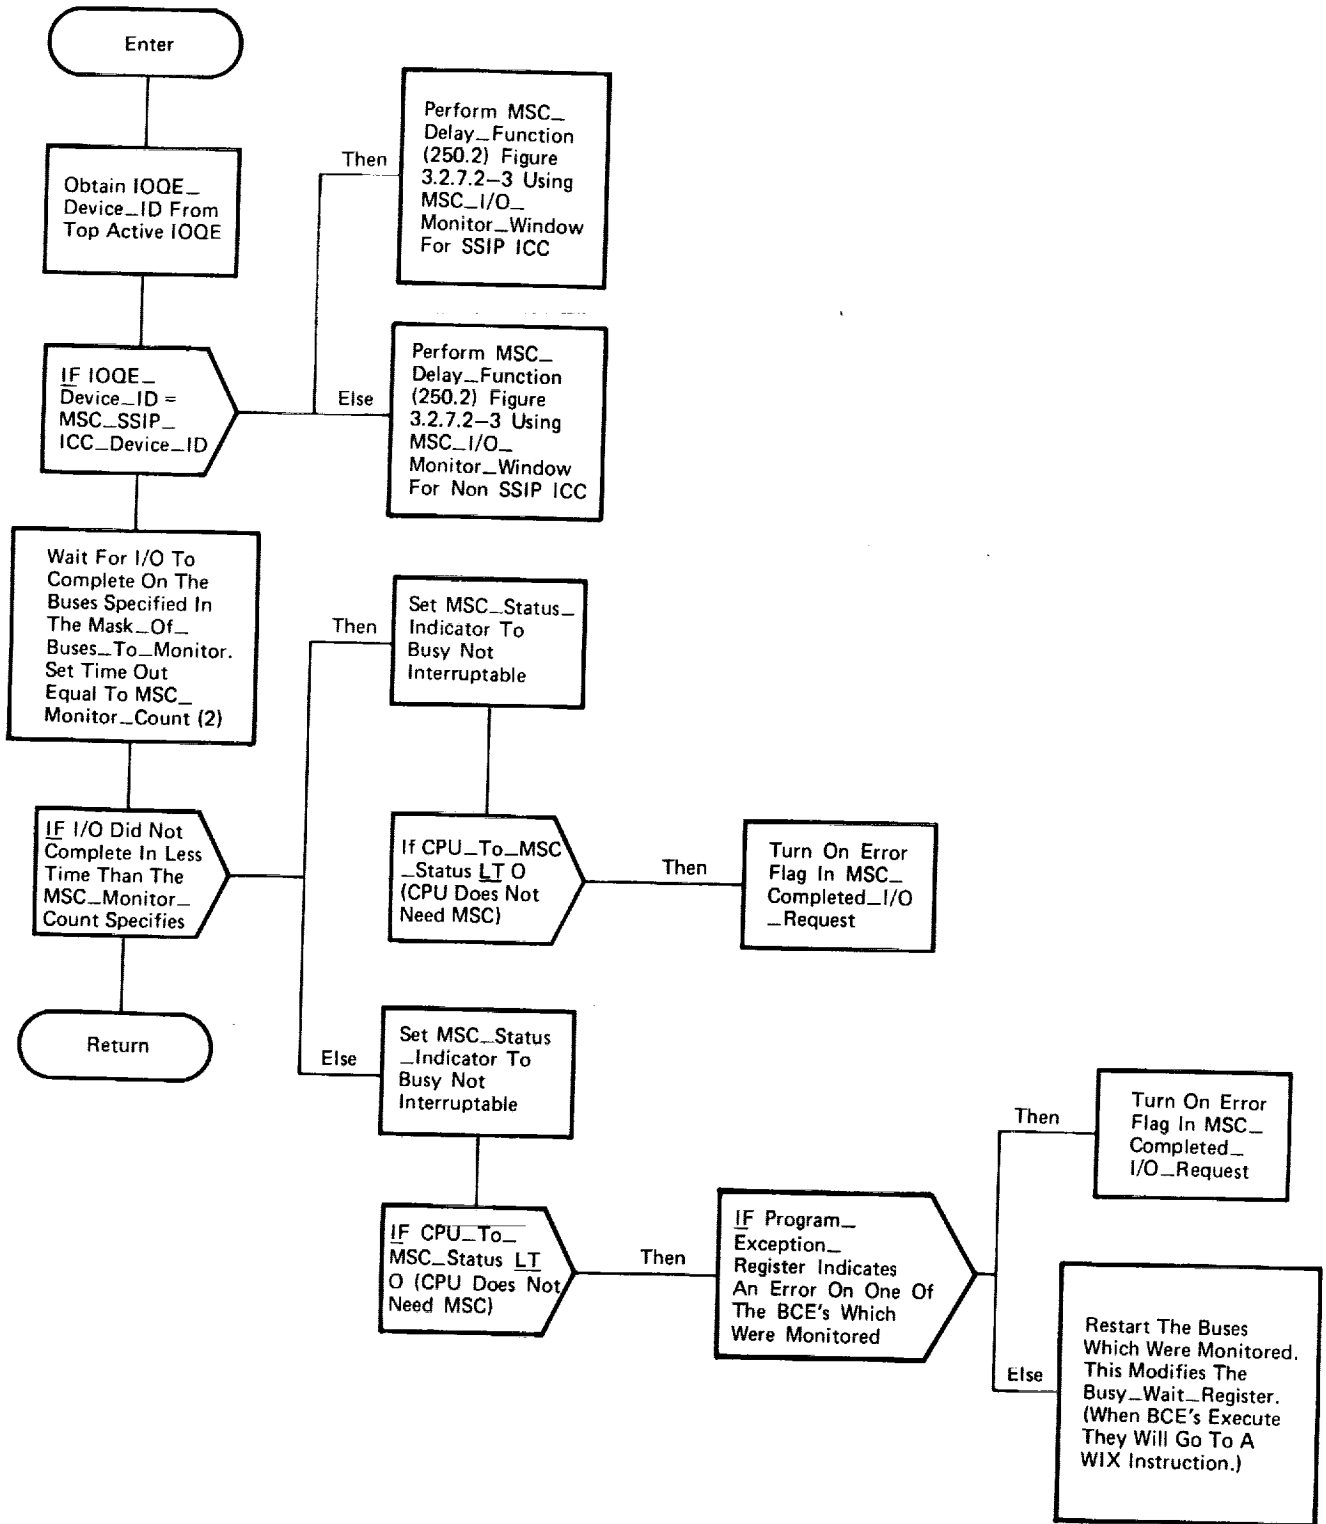 Enter
Obtain IOQE_
Device_ID From
Top Active IOQE
IF IOQE_
Device_ID =
MSC_SSIP_
ICC_Device_ID
Then
Perform MSC_
Delay_Function
(250.2) Figure
3.2.7.2-3 Using
MSC_I/O_
Monitor_Window
For SSIP ICC
Else
Perform MSC_
Delay_Function
(250.2) Figure
3.2.7.2-3 Using
MSC_I/O_
Monitor_Window
For Non SSIP ICC
Wait For I/O To
Complete On The
Buses Specified In
The Mask_Of_
Buses_To_Monitor.
Set Time Out
Equal To MSC_
Monitor_Count (2)
IF I/O Did Not
Complete In Less
Time Than The
MSC_Monitor_
Count Specifies
Then
Set MSC_Status_
Indicator To
Busy Not
Interruptable
If CPU_To_MSC
_Status LT O
(CPU Does Not
Need MSC)
Then
Turn On Error
Flag In MSC_
Completed_I/O
_Request
Else
Set MSC_Status
_Indicator To
Busy Not
Interruptable
IF CPU_To_
MSC_Status LT
O (CPU Does Not
Need MSC)
Then
IF Program_
Exception_
Register Indicates
An Error On One Of
The BCE's Which
Were Monitored
Then
Turn On Error
Flag In MSC_
Completed_
I/O_Request
Else
Restart The Buses
Which Were Monitored.
This Modifies The
Busy_Wait_Register.
(When BCE's Execute
They Will Go To A
WIX Instruction.)
Return